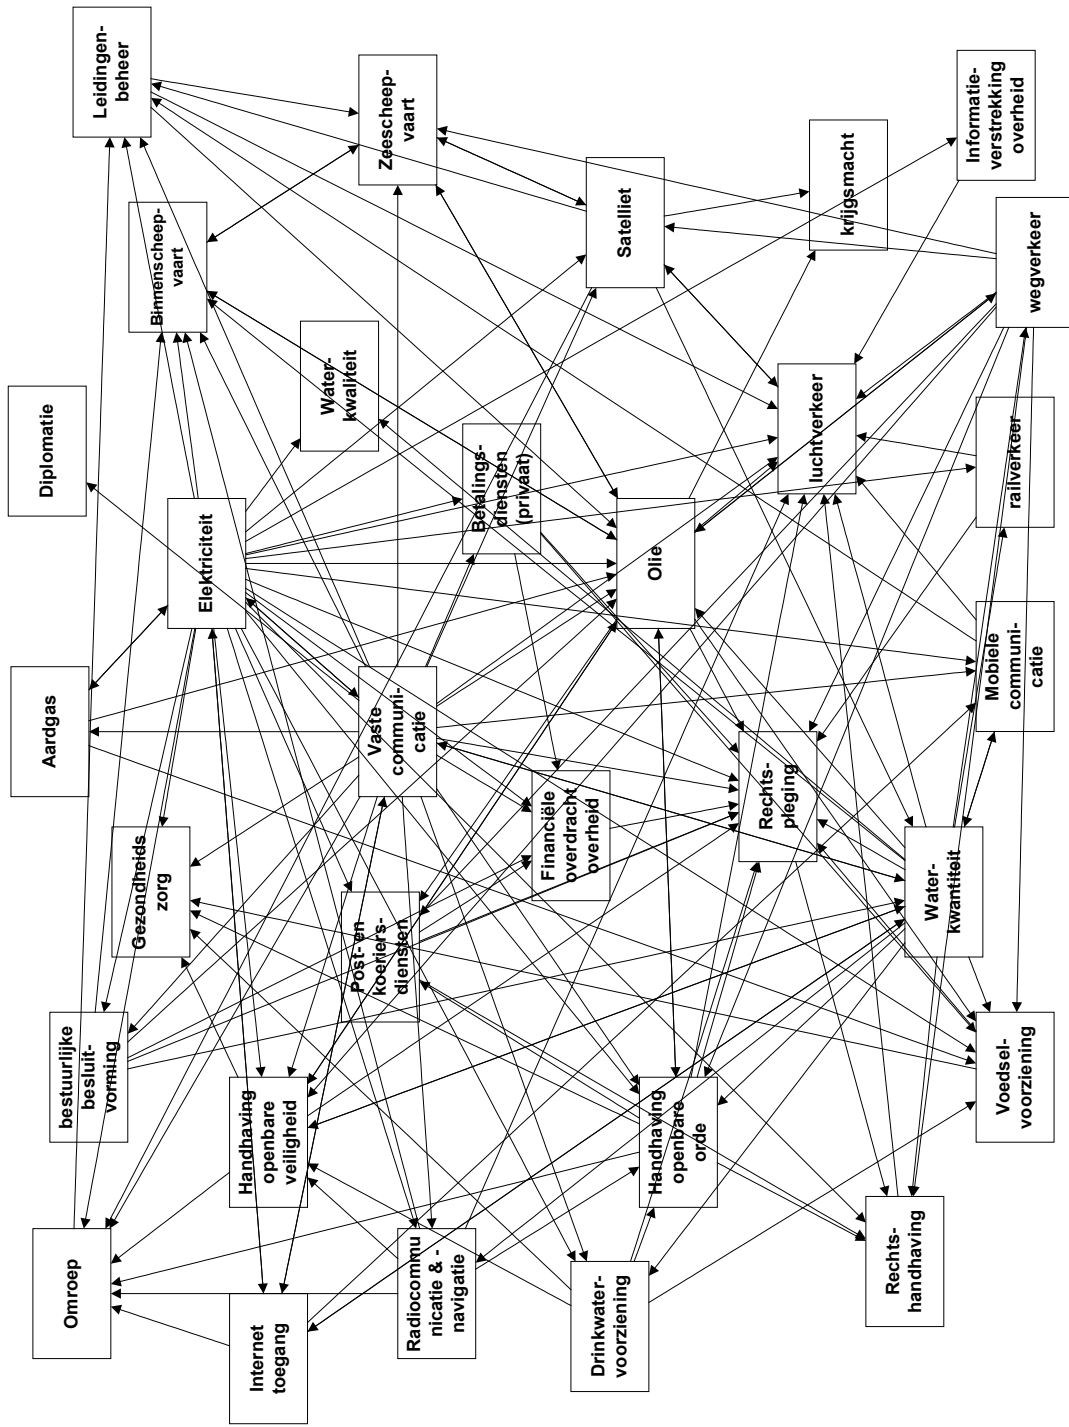 Omroep
Internet
toegang
Radiocommu
nicatie & -
navigatie
Drinkwater-
voorziening
Rechts-
handhaving
bestuurlijke
besluit-
vorming
Handhaving
openbare
veiligheid
Handhaving
openbare
orde
Voedsel-
voorziening
Gezondheids
zorg
Post- en
koeriers-
diensten
Financiële
overdracht
overheid
Water-
kwantiteit
Aardgas
Vaste
communi-
catie
Rechts-
pleging
Mobiele
communi-
catie
Elektriciteit
Olie
Diplomatie
Betalings-
diensten
(privaat)
luchtverkeer
railverkeer
Water-
kwaliteit
Binnenscheep-
vaart
Satelliet
wegverkeer
Leidingen-
beheer
Zeescheep-
vaart
krijgsmacht
Informatie-
verstrekking
overheid